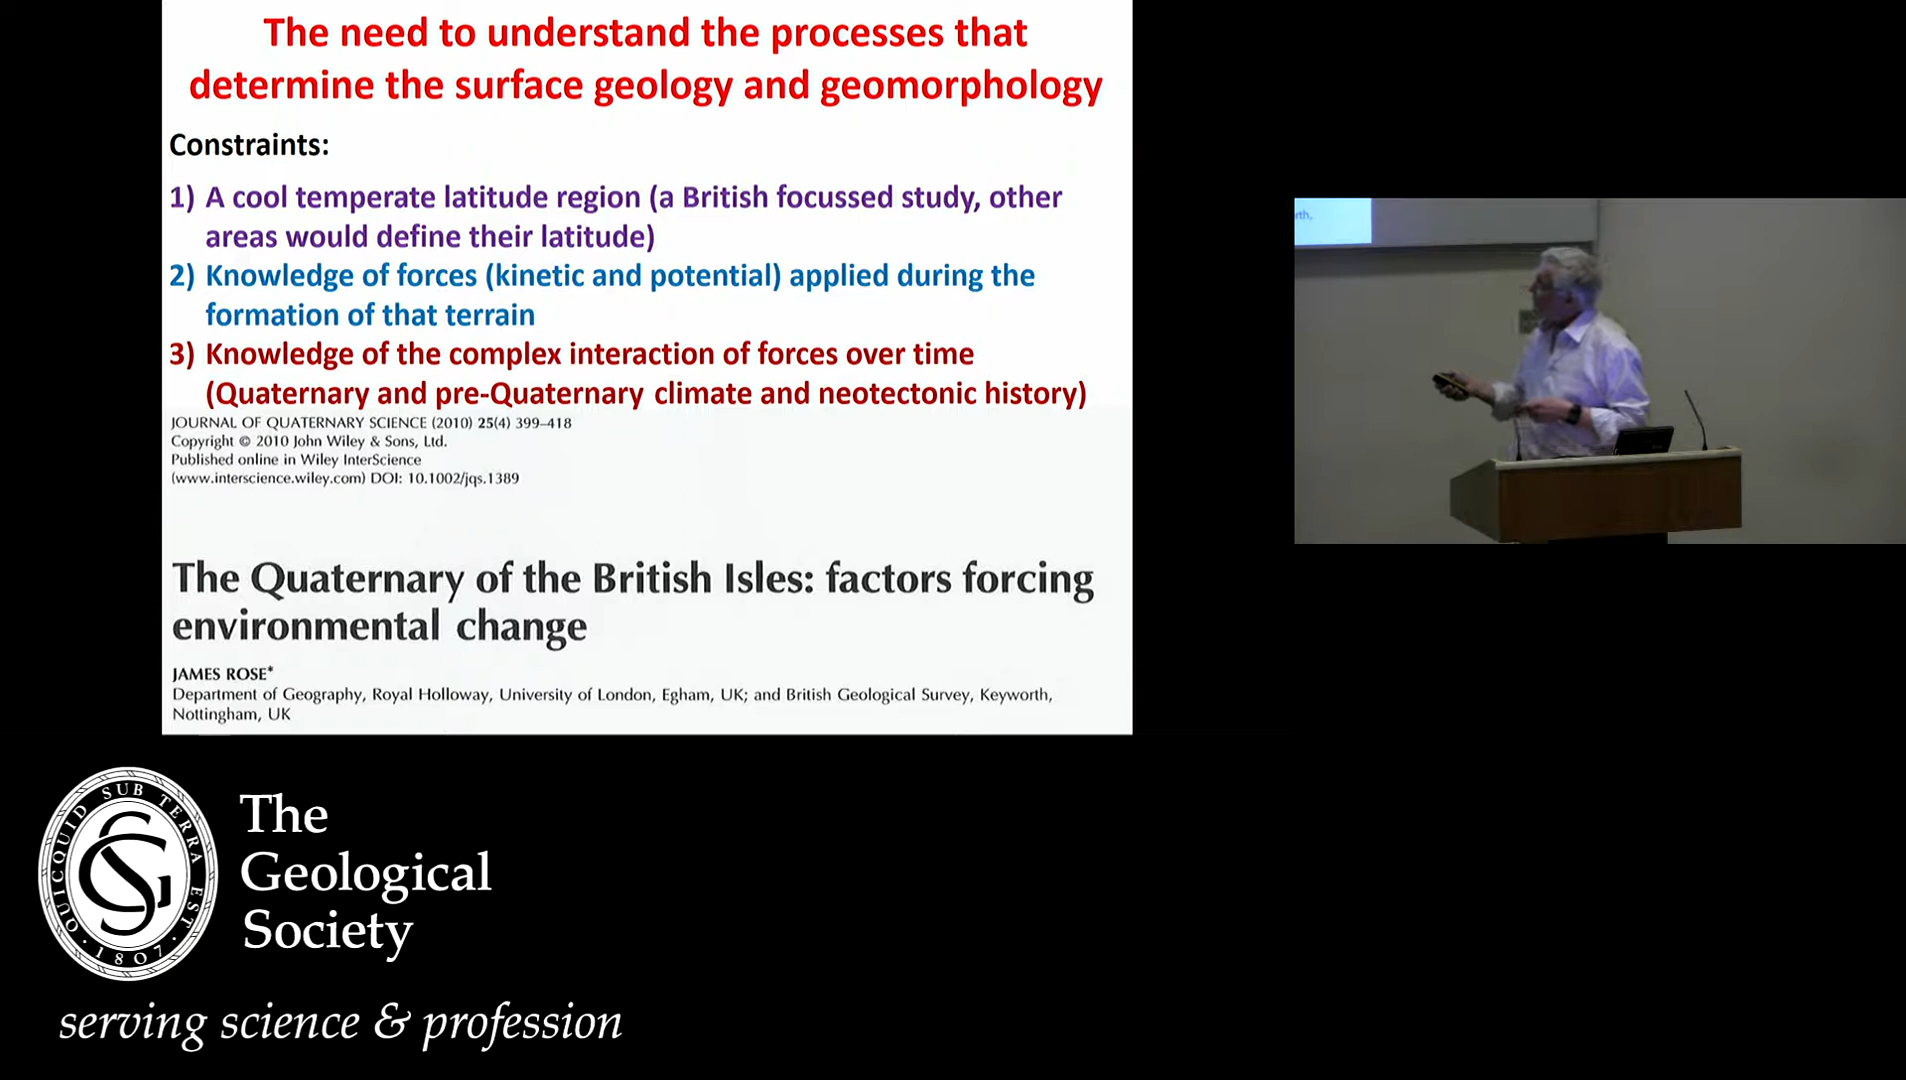 The need to understand the processes that
determine the surface geology and geomorphology
Constraints:
1) A cool temperate latitude region (a British focussed study, other
areas would define their latitude)
2) Knowledge of forces (kinetic and potential) applied during the
formation of that terrain
3) Knowledge of the complex interaction of forces over time
(Quaternary and pre-Quaternary climate and neotectonic history)
JOURNAL OF QUATERNARY SCIENCE (2010) 25(4) 399–418
Copyright © 2010 John Wiley & Sons, Ltd.
Published online in Wiley InterScience
(www.interscience.wiley.com) DOI: 10.1002/jqs.1389
The Quaternary of the British Isles: factors forcing
environmental change
JAMES ROSE*
Department of Geography, Royal Holloway, University of London, Egham, UK; and British Geological Survey, Keyworth,
Nottingham, UK
rth,
QUICQUID SUB TERRA EST
· 1807 ·
GS
The
Geological
Society
serving science & profession